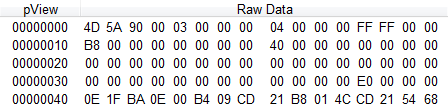 pView Raw Data
00000000 4D 5A 90 00 03 00 00 00 04 00 00 00 FF FF 00 00
00000010 B8 00 00 00 00 00 00 00 40 00 00 00 00 00 00 00
00000020 00 00 00 00 00 00 00 00 00 00 00 00 00 00 00 00
00000030 00 00 00 00 00 00 00 00 00 00 00 00 E0 00 00 00
00000040 0E 1F BA 0E 00 B4 09 CD 21 B8 01 4C CD 21 54 68